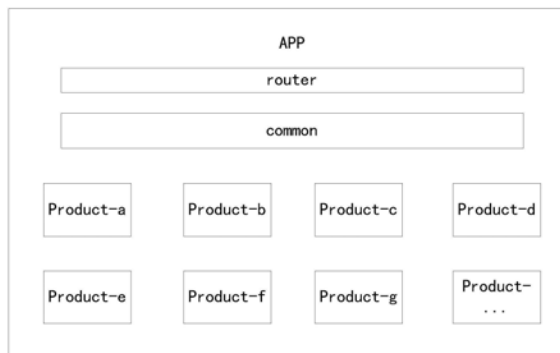 APP
router
common
Product-a
Product-b
Product-c
Product-d
Product-e
Product-f
Product-g
Product-
...